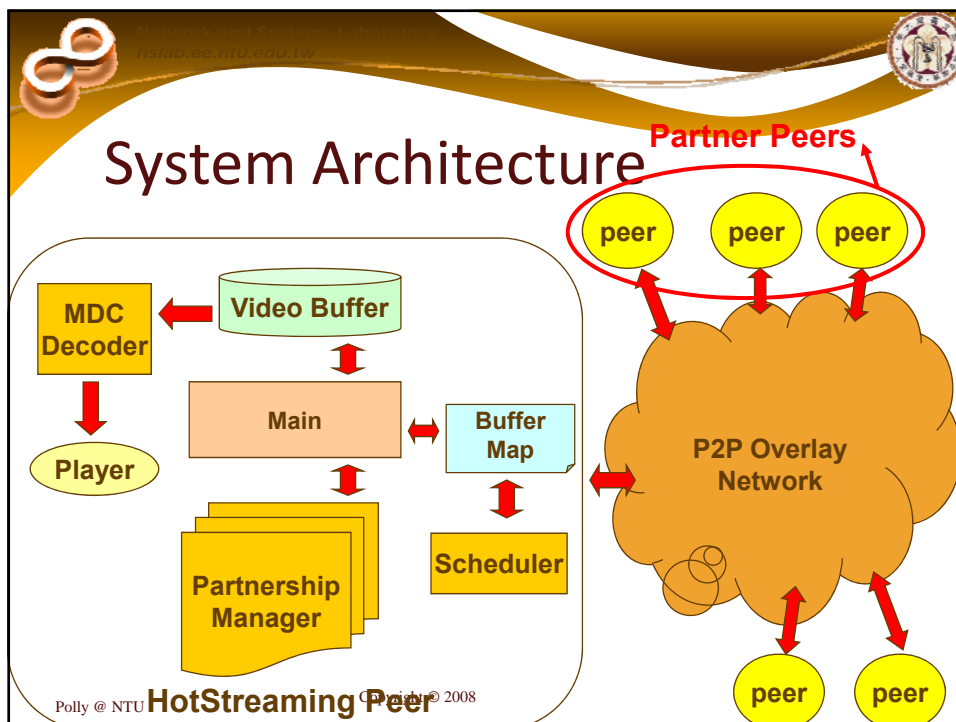 Network and Systems Laboratory
nslab.ee.ntu.edu.tw
System Architecture
Partner Peers
peer
peer
peer
Video Buffer
MDC
Decoder
Main
Buffer
Map
Player
P2P Overlay
Network
Scheduler
Partnership
Manager
peer
peer
Polly @ NTU
HotStreaming Peer
Copyright © 2008